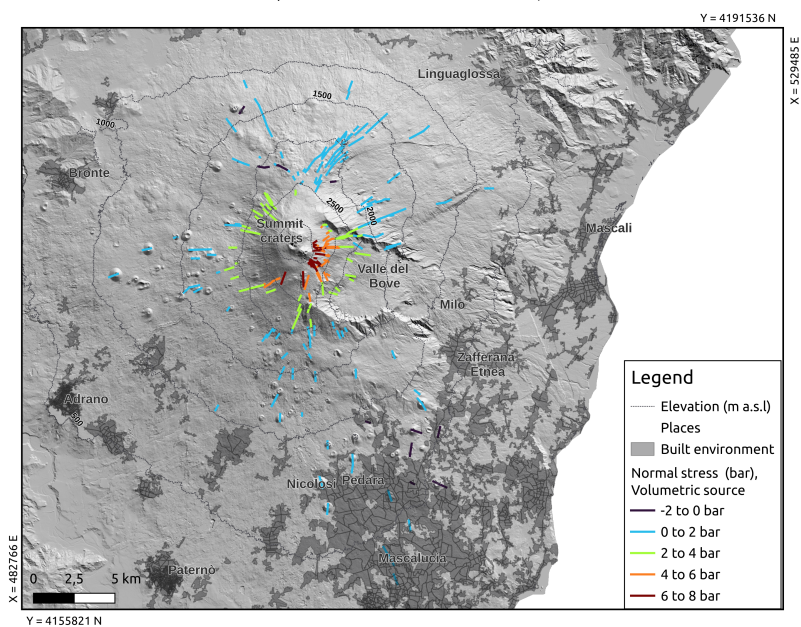 Y = 4191536 N
X = 529485 E
Linguaglossa
1500
1000
Bronte
2500
2000
Summit
craters
Mascali
Valle del
Bove
Milo
Zafferana
Etnea
Adrano
500
Nicolosi
Pedara
Mascalucia
Paternò
Legend
Elevation (m a.s.l)
Places
Built environment
Normal stress (bar),
Volumetric source
-2 to 0 bar
0 to 2 bar
2 to 4 bar
4 to 6 bar
6 to 8 bar
0 2,5 5 km
X = 482766 E
Y = 4155821 N